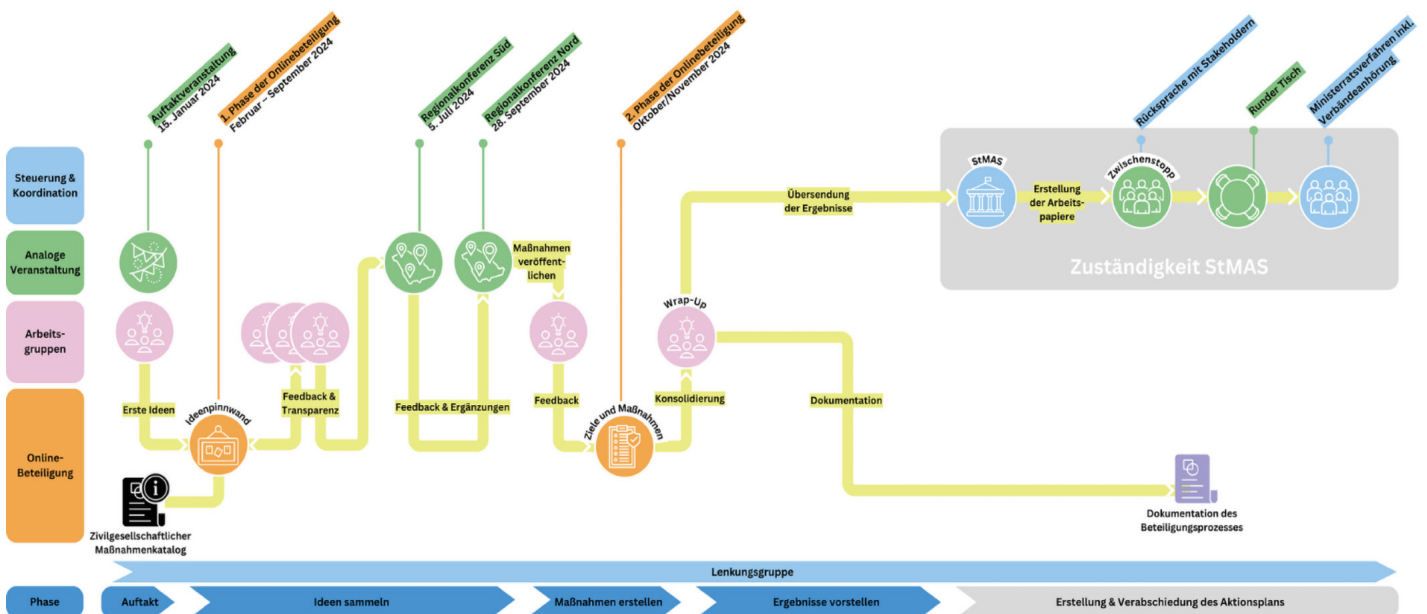 Auftaktveranstaltung
15. Januar 2024
1. Phase der Onlinebeteiligung
Februar – September 2024
Regionalkonferenz Süd
5. Juli 2024
Regionalkonferenz Nord
28. September 2024
2. Phase der Onlinebeteiligung
Oktober/November 2024
Rücksprache mit Stakeholdern
Runder Tisch
Ministerratsverfahren inkl.
Verbändeanhörung
Steuerung &
Koordination
StMAS
Zwischenstopp
Übersendung
der Ergebnisse
Erstellung
der Arbeits-
papiere
Analoge
Veranstaltung
Maßnahmen
veröffent-
lichen
Zuständigkeit StMAS
Arbeits-
gruppen
Wrap-Up
Erste Ideen
Ideenpinnwand
Feedback &
Transparenz
Feedback & Ergänzungen
Feedback
Ziele und Maßnahmen
Konsolidierung
Dokumentation
Online-
Beteiligung
i
Zivilgesellschaftlicher
Maßnahmenkatalog
Dokumentation des
Beteiligungsprozesses
Lenkungsgruppe
Phase
Auftakt
Ideen sammeln
Maßnahmen erstellen
Ergebnisse vorstellen
Erstellung & Verabschiedung des Aktionsplans